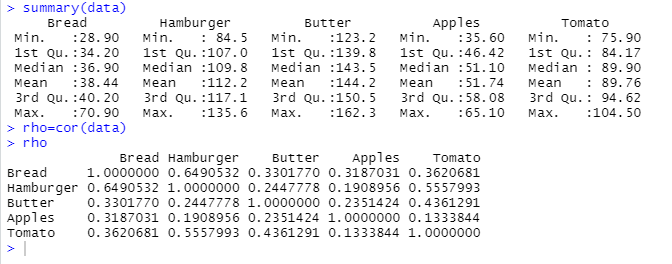 > summary(data)
Bread Hamburger Butter Apples Tomato
Min. :28.90 Min. : 84.5 Min. :123.2 Min. :35.60 Min. : 75.90
1st Qu.:34.20 1st Qu.:107.0 1st Qu.:139.8 1st Qu.:46.42 1st Qu.: 84.17
Median :36.90 Median :109.8 Median :143.5 Median :51.10 Median : 89.90
Mean :38.44 Mean :112.2 Mean :144.2 Mean :51.74 Mean : 89.76
3rd Qu.:40.20 3rd Qu.:117.1 3rd Qu.:150.5 3rd Qu.:58.08 3rd Qu.: 94.62
Max. :70.90 Max. :135.6 Max. :162.3 Max. :65.10 Max. :104.50
> rho=cor(data)
> rho
Bread Hamburger Butter Apples Tomato
Bread 1.0000000 0.6490532 0.3301770 0.3187031 0.3620681
Hamburger 0.6490532 1.0000000 0.2447778 0.1908956 0.5557993
Butter 0.3301770 0.2447778 1.0000000 0.2351424 0.4361291
Apples 0.3187031 0.1908956 0.2351424 1.0000000 0.1333844
Tomato 0.3620681 0.5557993 0.4361291 0.1333844 1.0000000
>